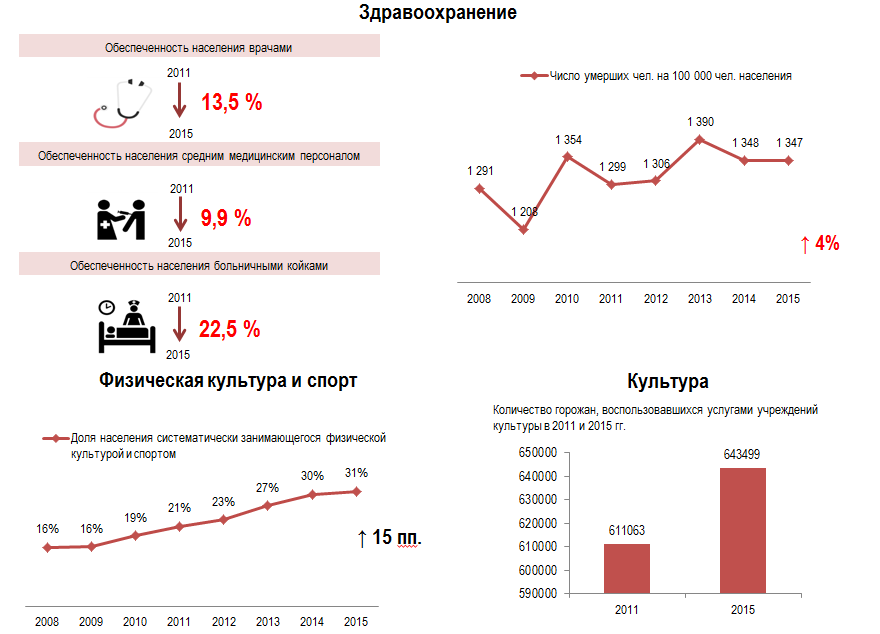 Здравоохранение
Обеспеченность населения врачами
2011
13,5 %
2015
Обеспеченность населения средним медицинским персоналом
2011
9,9 %
2015
Обеспеченность населения больничными койками
2011
22,5 %
2015
Число умерших чел. на 100 000 чел. населения
1 291
1 208
1 354
1 299
1 306
1 390
1 348
1 347
↑ 4%
2008 2009 2010 2011 2012 2013 2014 2015
Физическая культура и спорт
Доля населения систематически занимающегося физической
культурой и спортом
16% 16% 19% 21% 23% 27% 30% 31%
↑ 15 пп.
2008 2009 2010 2011 2012 2013 2014 2015
Культура
Количество горожан, воспользовавшихся услугами учреждений
культуры в 2011 и 2015 гг.
650000
640000
630000
620000
610000
600000
590000
611063
643499
2011 2015